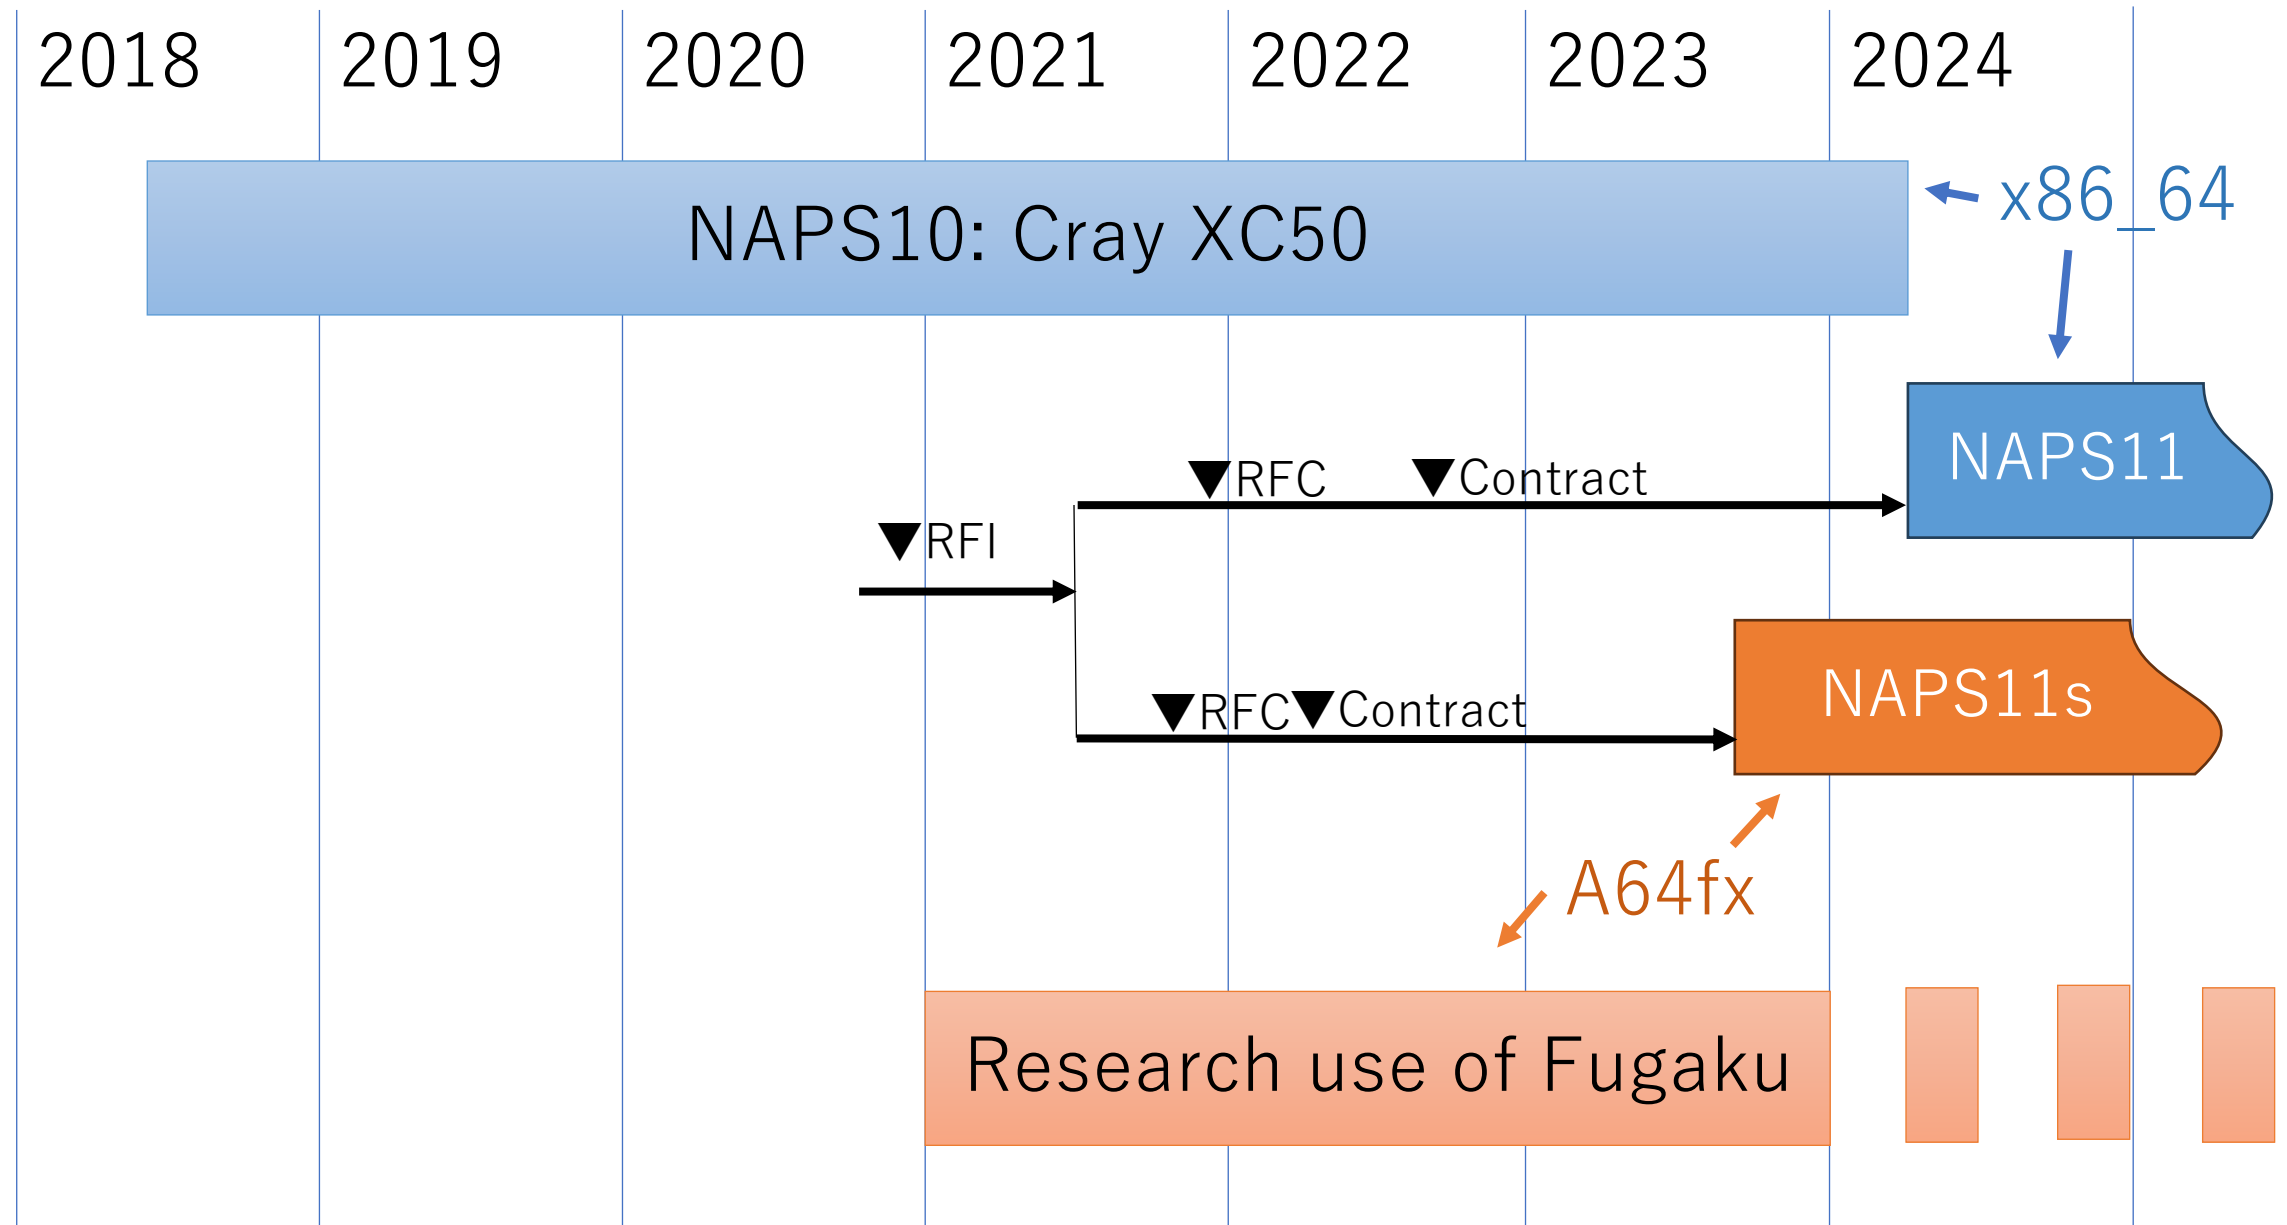 2018 2019 2020 2021 2022 2023 2024
x86_64
NAPS10: Cray XC50
NAPS11
▼RFC ▼Contract
▼RFI
NAPS11s
▼RFC▼Contract
A64fx
Research use of Fugaku